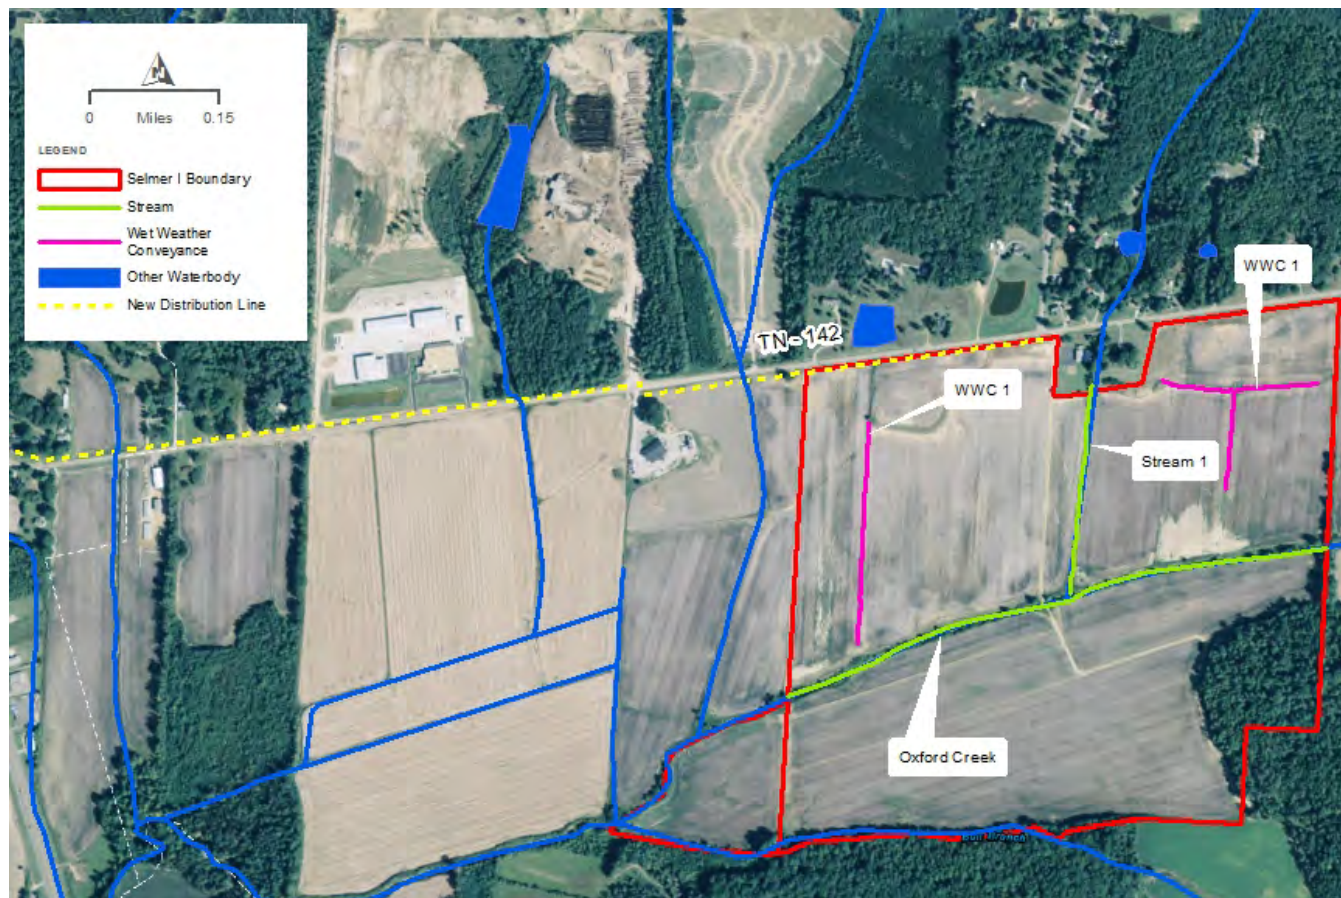 N
0 Miles 0.15
LEGEND
Selmer I Boundary
Stream
Wet Weather
Conveyance
Other Waterbody
New Distribution Line
TN - 142
WWC 1
WWC 1
Stream 1
Oxford Creek
Branch